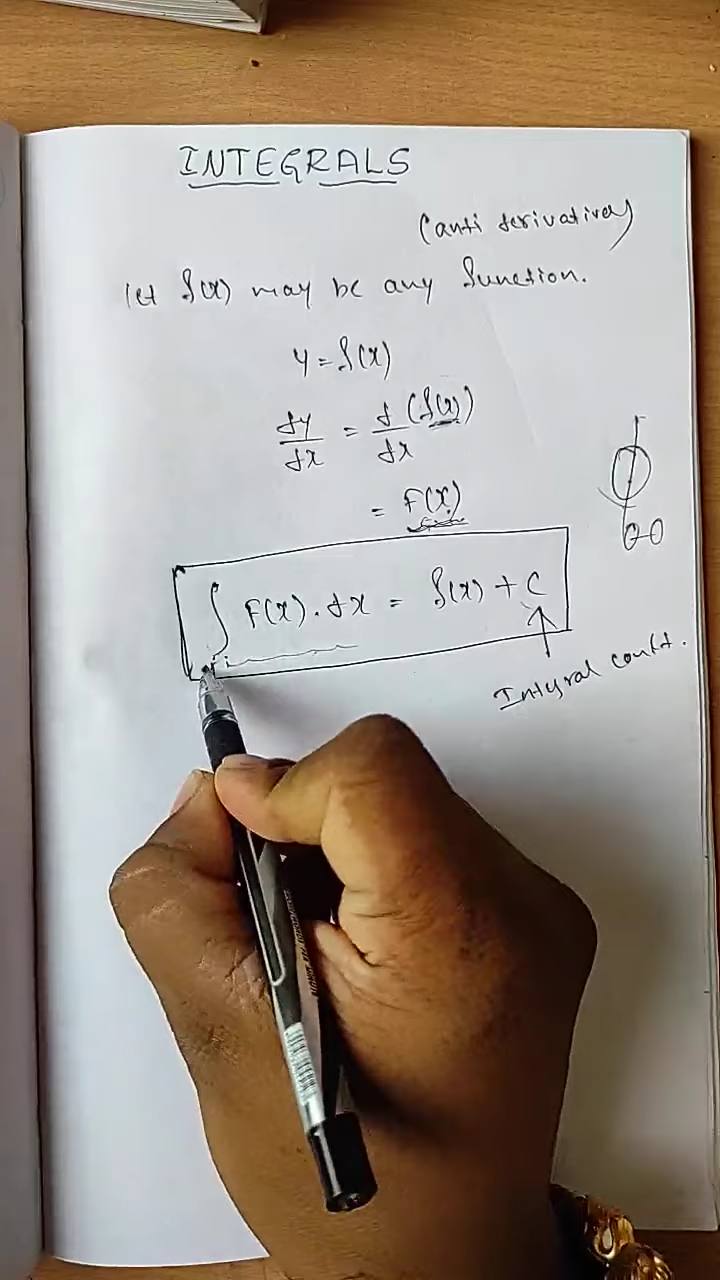 INTEGRALS
(anti derivatives)
let f(x) may be any function.
y = f(x)
dy/dx = d/dx (f(x))
= F(x)
∫ F(x). dx = f(x) + C
Integral const.